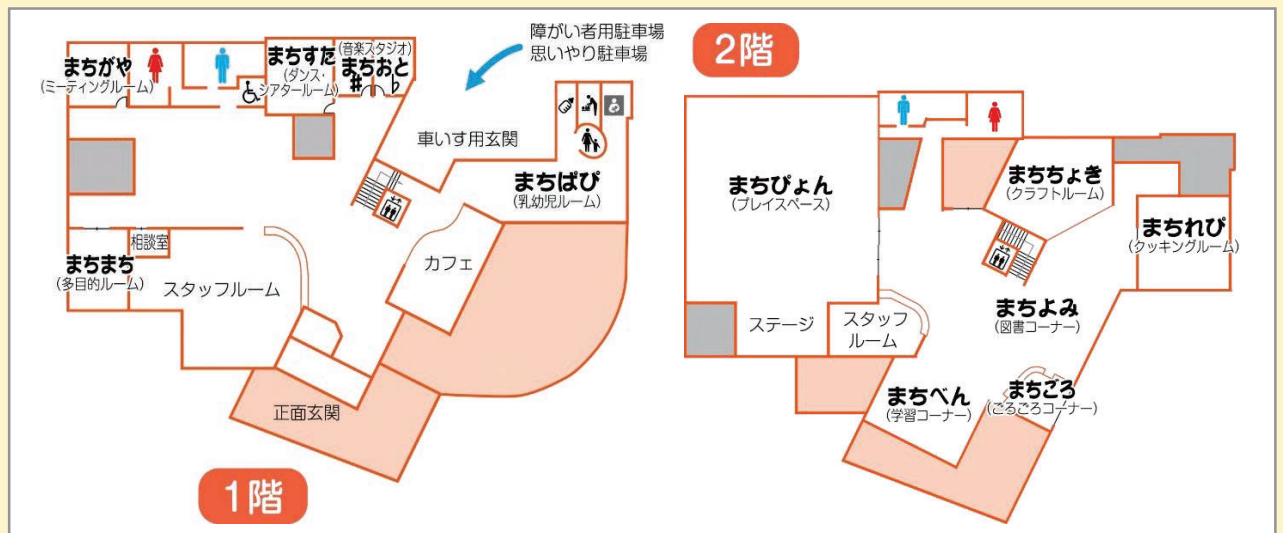 障がい者用駐車場
思いやり駐車場
まちがや
(ミーティングルーム)
まちすた
(ダンス・
シアタールーム)
(音楽スタジオ)
まちおと
# ♭
車いす用玄関
まちぱぴ
(乳幼児ルーム)
相談室
まちまち
(多目的ルーム)
スタッフルーム
カフェ
正面玄関
1階
2階
まちぴょん
(プレイスペース)
まちちょき
(クラフトルーム)
まちれぴ
(クッキングルーム)
まちよみ
(図書コーナー)
ステージ
スタッフ
ルーム
まちべん
(学習コーナー)
まちごろ
(ごろごろコーナー)